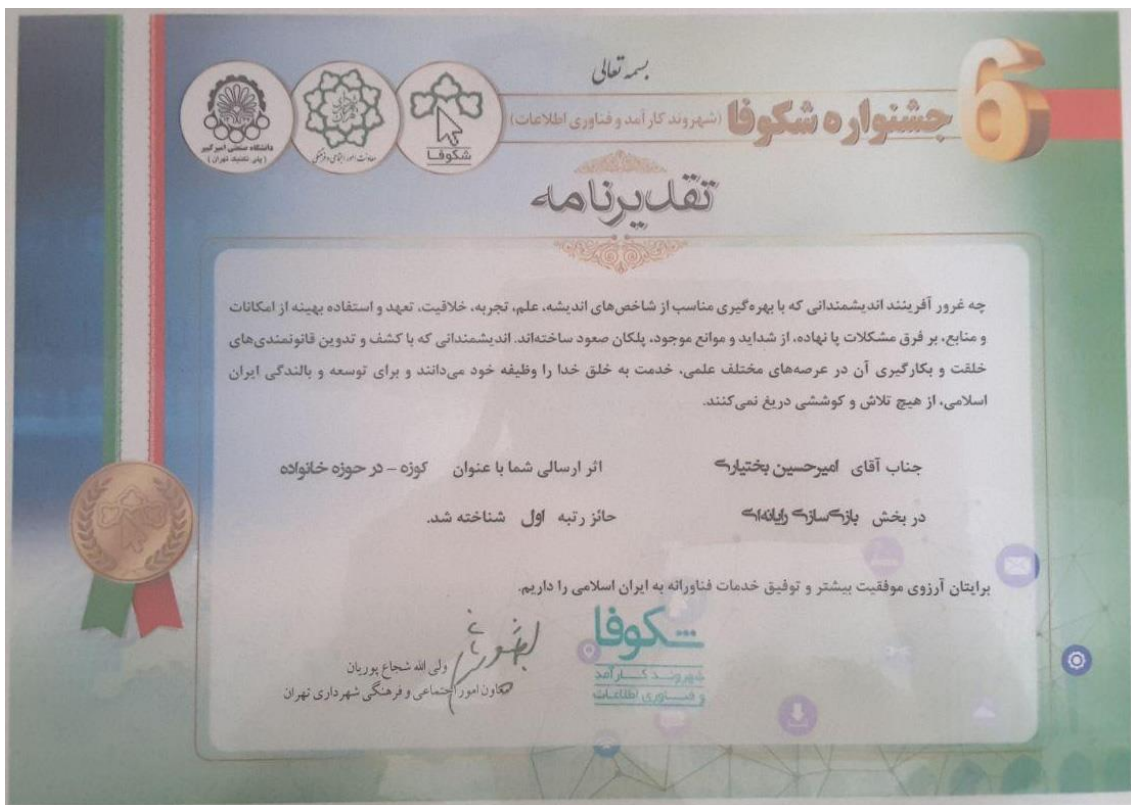 بسمه تعالی
6
جشنواره شکوفا (شهروند کارآمد و فناوری اطلاعات)
شکوفا
معاونت امور اجتماعی و فرهنگی
دانشگاه صنعتی امیرکبیر
(پلی تکنیک تهران)
تقدیرنامه
چه غرور آفرینند اندیشمندانی که با بهره‌گیری مناسب از شاخص‌های اندیشه، علم، تجربه، خلاقیت، تعهد و استفاده بهینه از امکانات
و منابع، بر فرق مشکلات پا نهاده، از شداید و موانع موجود، پلکان صعود ساخته‌اند. اندیشمندانی که با کشف و تدوین قانونمندی‌های
خلقت و بکارگیری آن در عرصه‌های مختلف علمی، خدمت به خلق خدا را وظیفه خود می‌دانند و برای توسعه و بالندگی ایران
اسلامی، از هیچ تلاش و کوششی دریغ نمی‌کنند.
جناب آقای امیرحسین بختیاری اثر ارسالی شما با عنوان کوزه - در حوزه خانواده
در بخش بازی‌سازی رایانه‌ای حائز رتبه اول شناخته شد.
برایتان آرزوی موفقیت بیشتر و توفیق خدمات فناورانه به ایران اسلامی را داریم.
شکوفا
شهروند کارآمد
و فناوری اطلاعات
ولی الله شجاع پوریان
معاون امور اجتماعی و فرهنگی شهرداری تهران